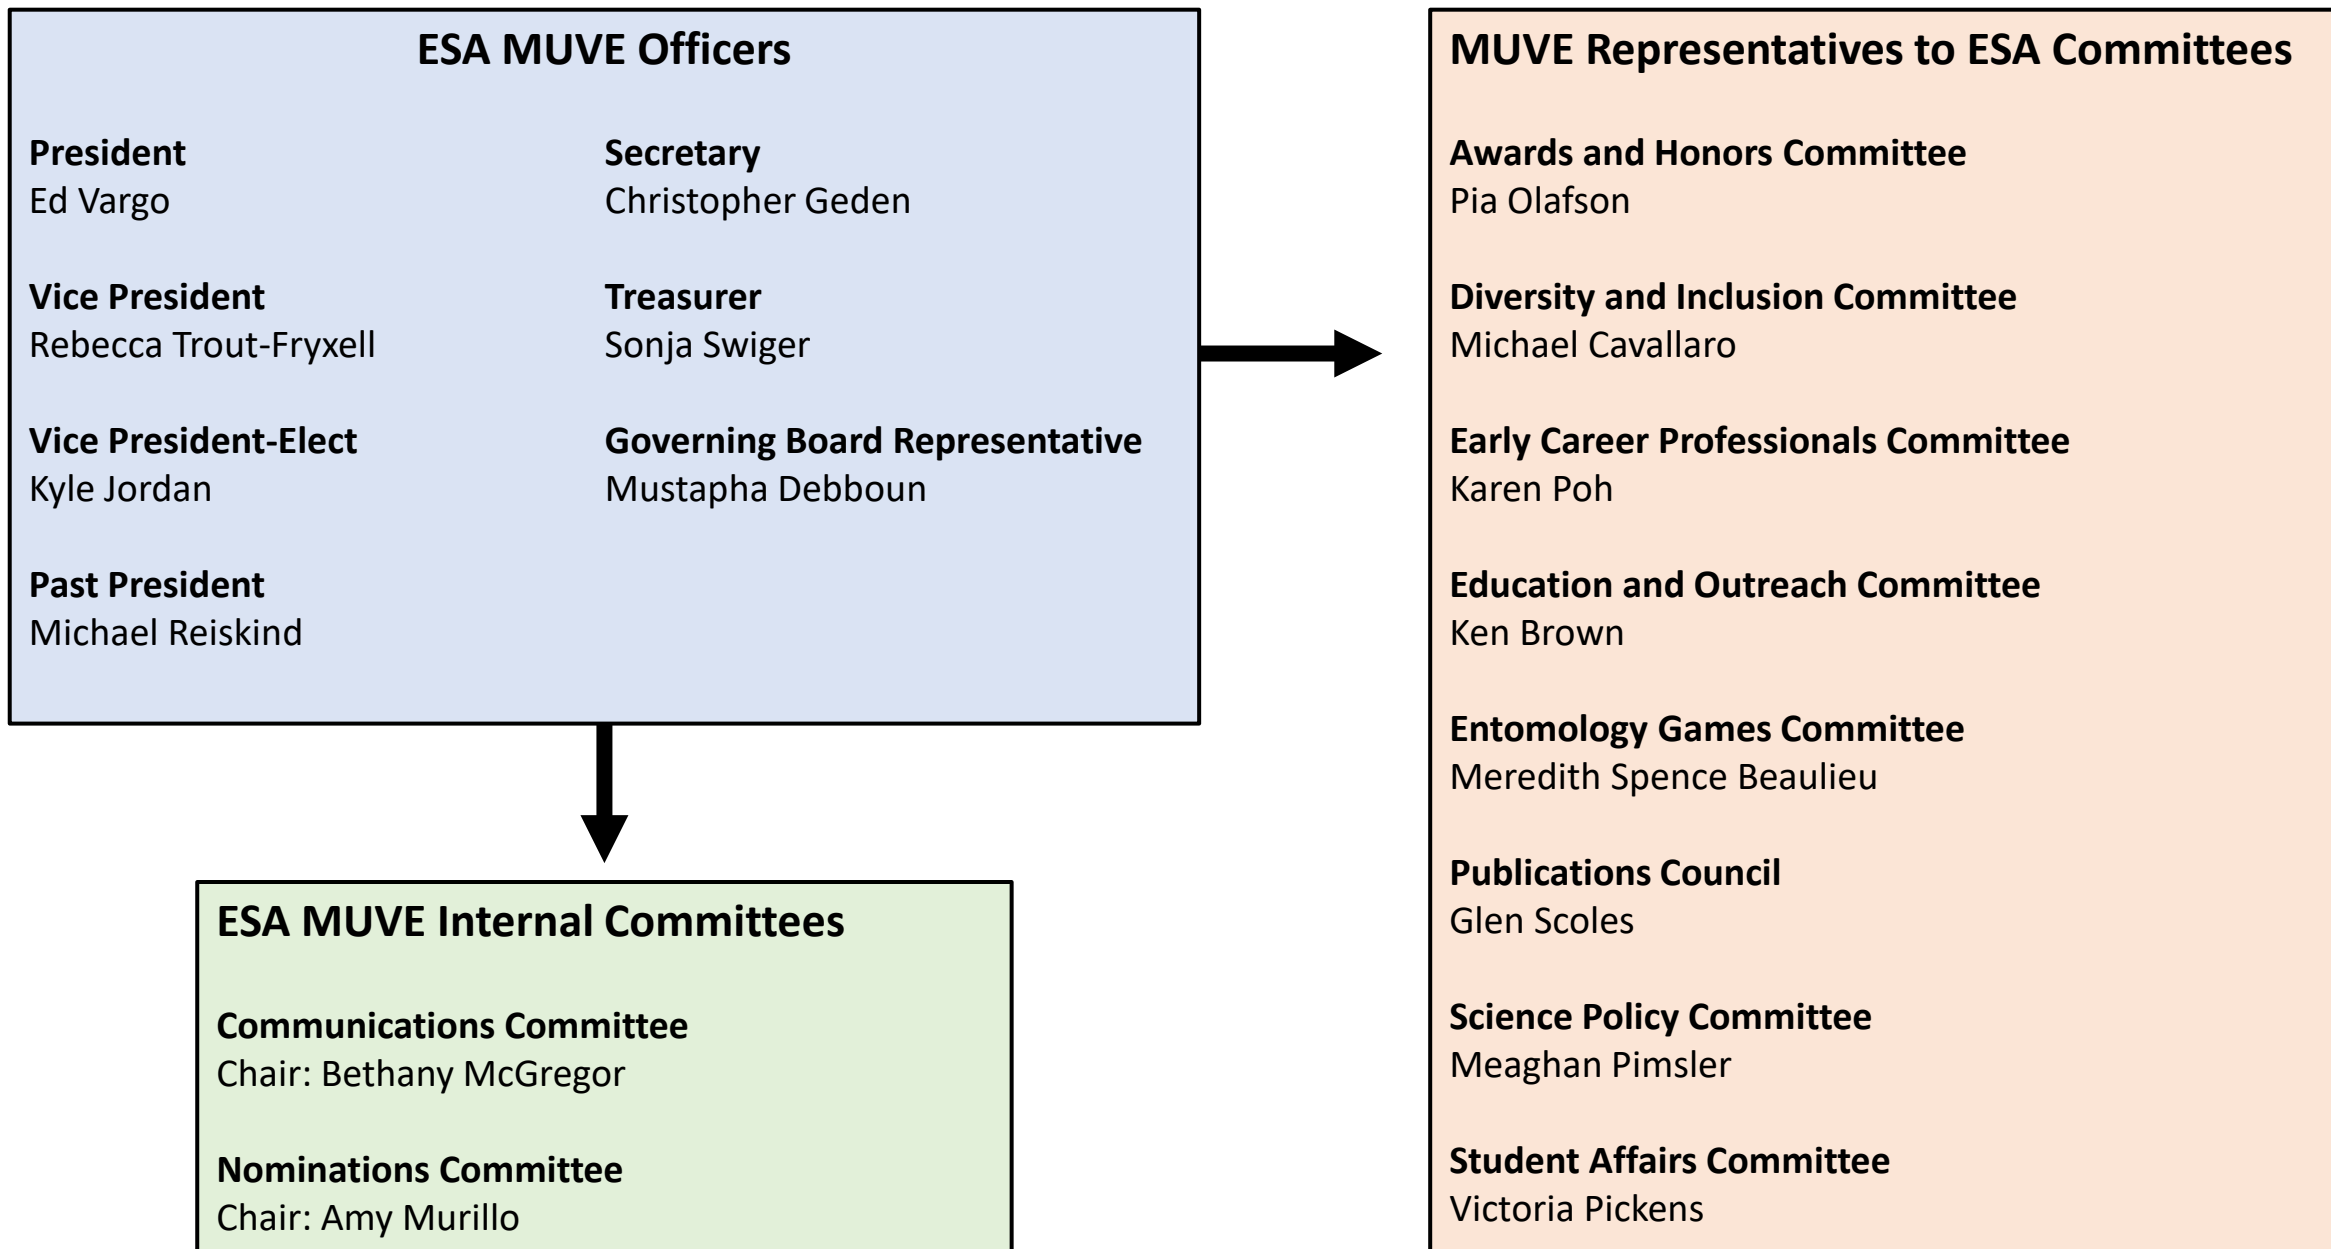 ESA MUVE Officers
President
Ed Vargo
Vice President
Rebecca Trout-Fryxell
Vice President-Elect
Kyle Jordan
Past President
Michael Reiskind
Secretary
Christopher Geden
Treasurer
Sonja Swiger
Governing Board Representative
Mustapha Debboun
ESA MUVE Internal Committees
Communications Committee
Chair: Bethany McGregor
Nominations Committee
Chair: Amy Murillo
MUVE Representatives to ESA Committees
Awards and Honors Committee
Pia Olafson
Diversity and Inclusion Committee
Michael Cavallaro
Early Career Professionals Committee
Karen Poh
Education and Outreach Committee
Ken Brown
Entomology Games Committee
Meredith Spence Beaulieu
Publications Council
Glen Scoles
Science Policy Committee
Meaghan Pimsler
Student Affairs Committee
Victoria Pickens